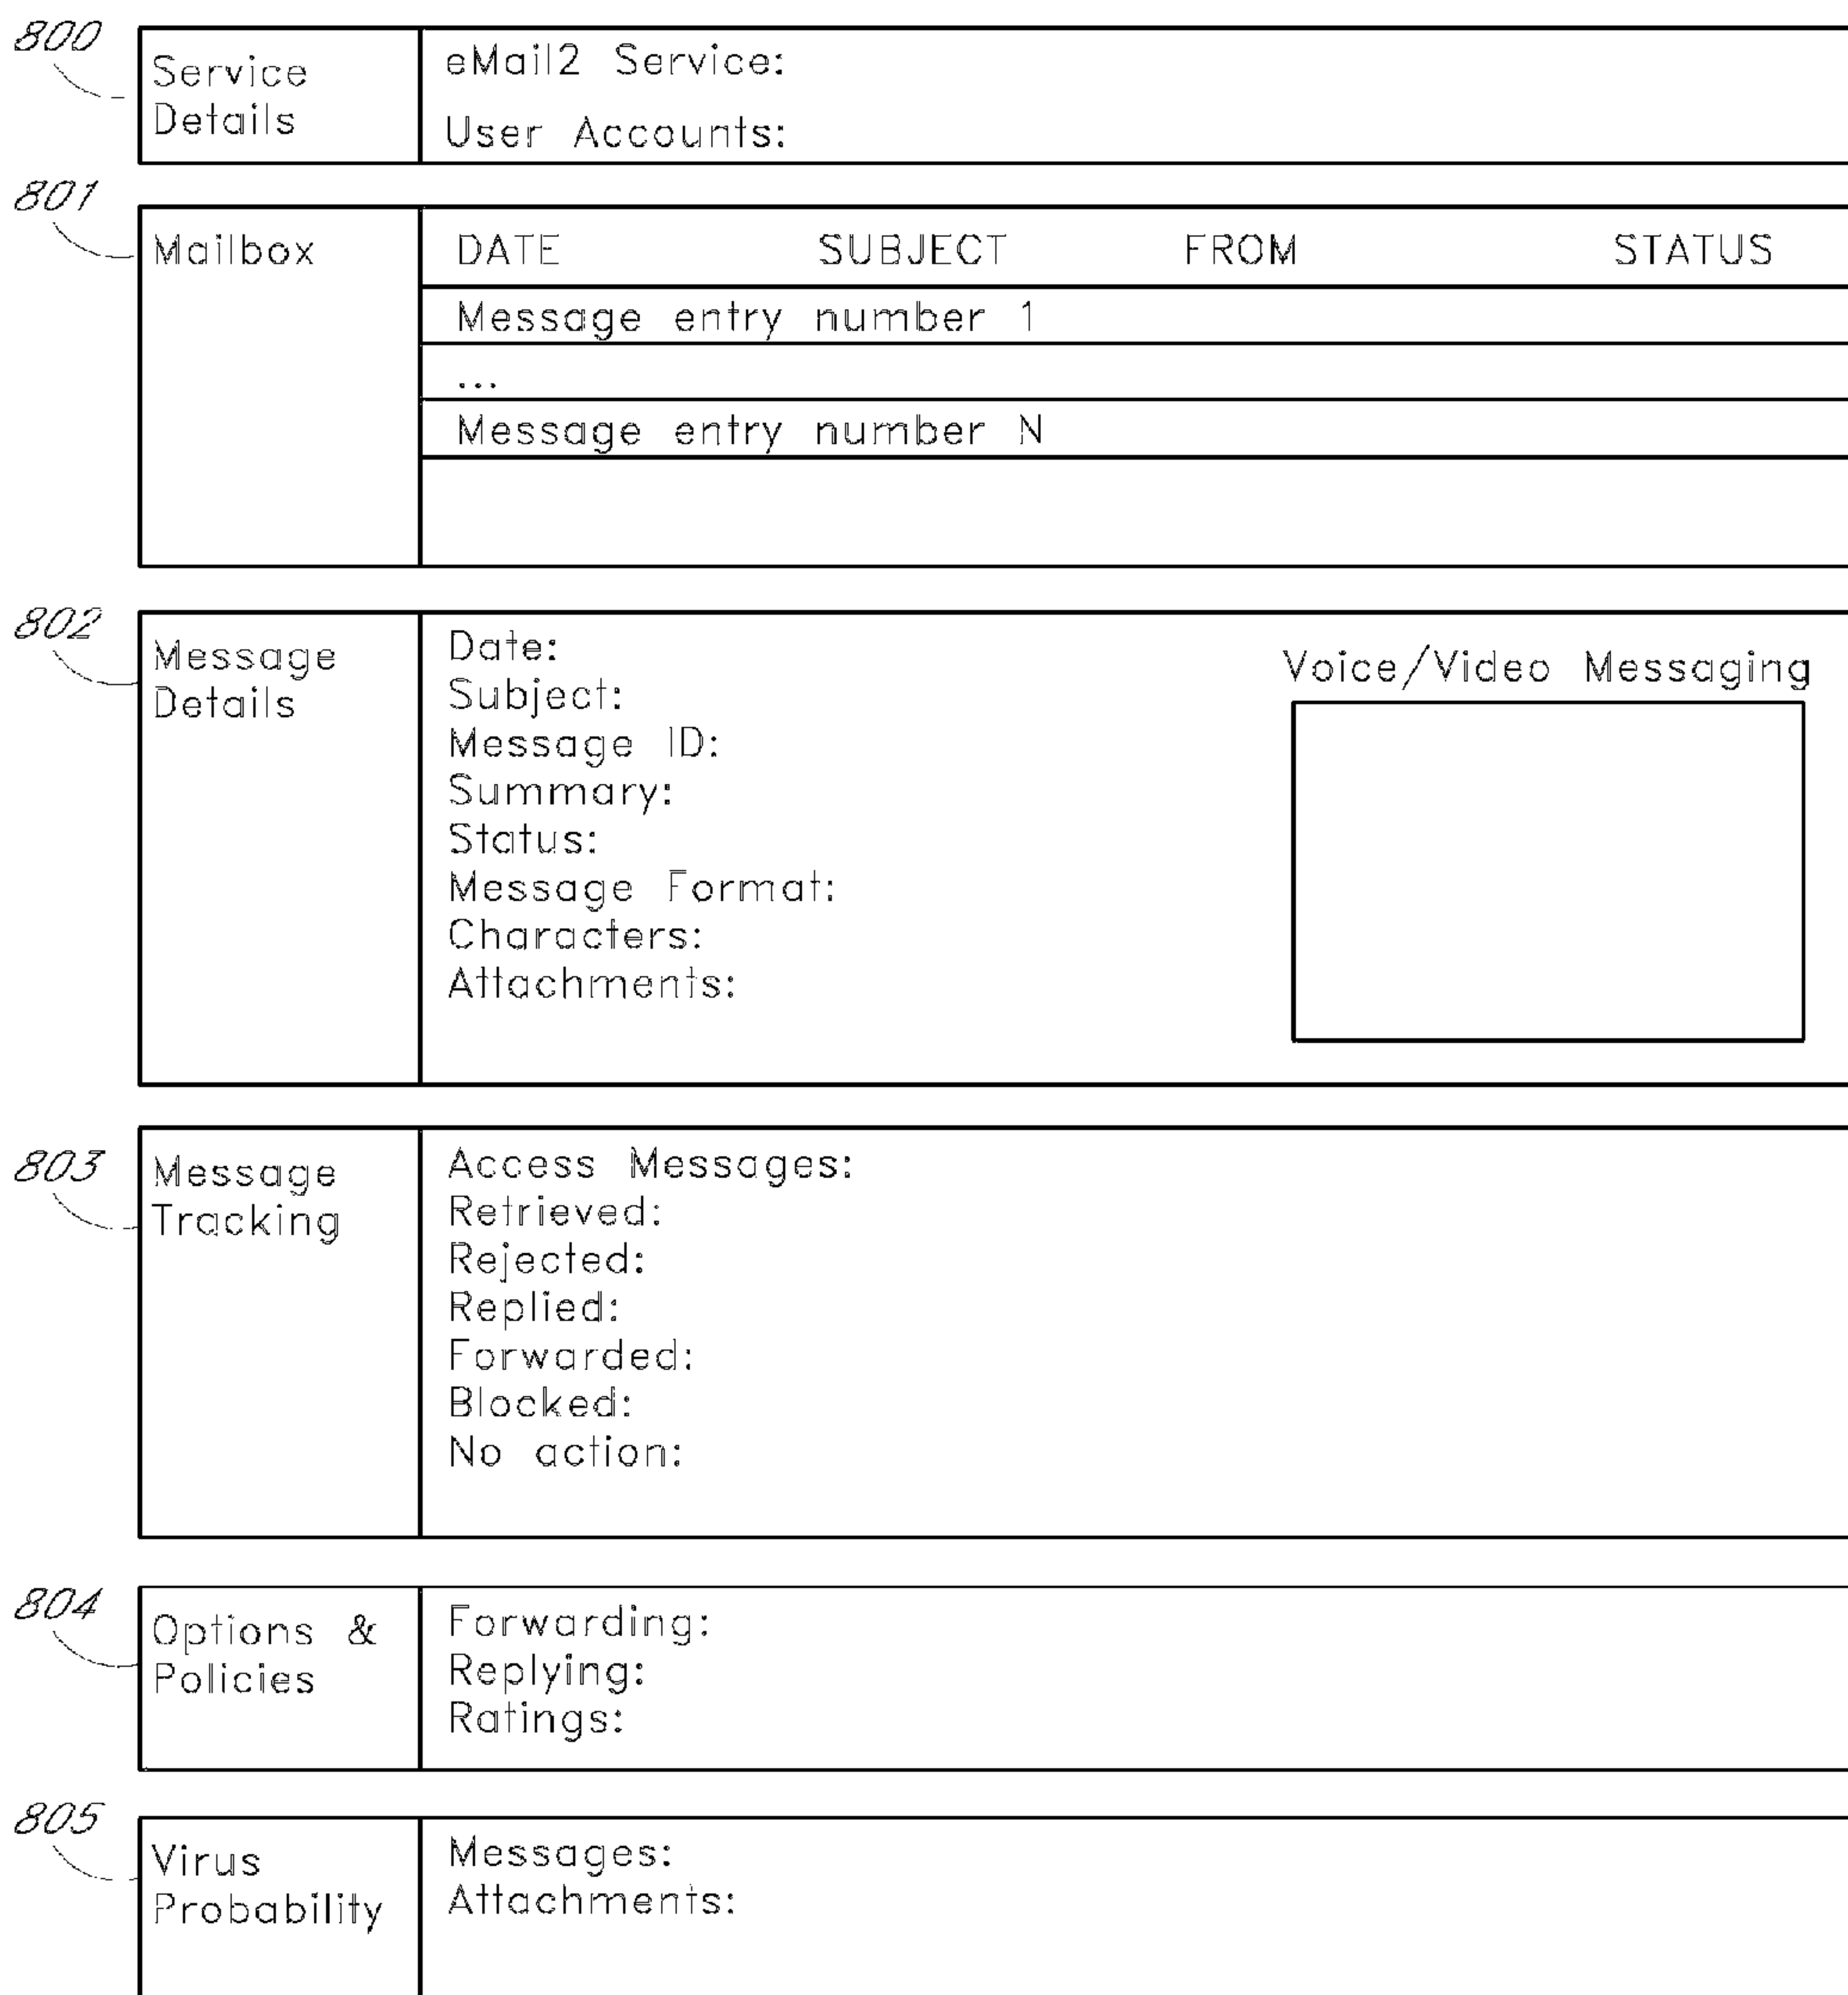 800
Service
Details
eMail2 Service:
User Accounts:
801
Mailbox
DATE SUBJECT FROM STATUS
Message entry number 1
...
Message entry number N
802
Message
Details
Date:
Subject:
Message ID:
Summary:
Status:
Message Format:
Characters:
Attachments:
Voice/Video Messaging
803
Message
Tracking
Access Messages:
Retrieved:
Rejected:
Replied:
Forwarded:
Blocked:
No action:
804
Options &
Policies
Forwarding:
Replying:
Ratings:
805
Virus
Probability
Messages:
Attachments: